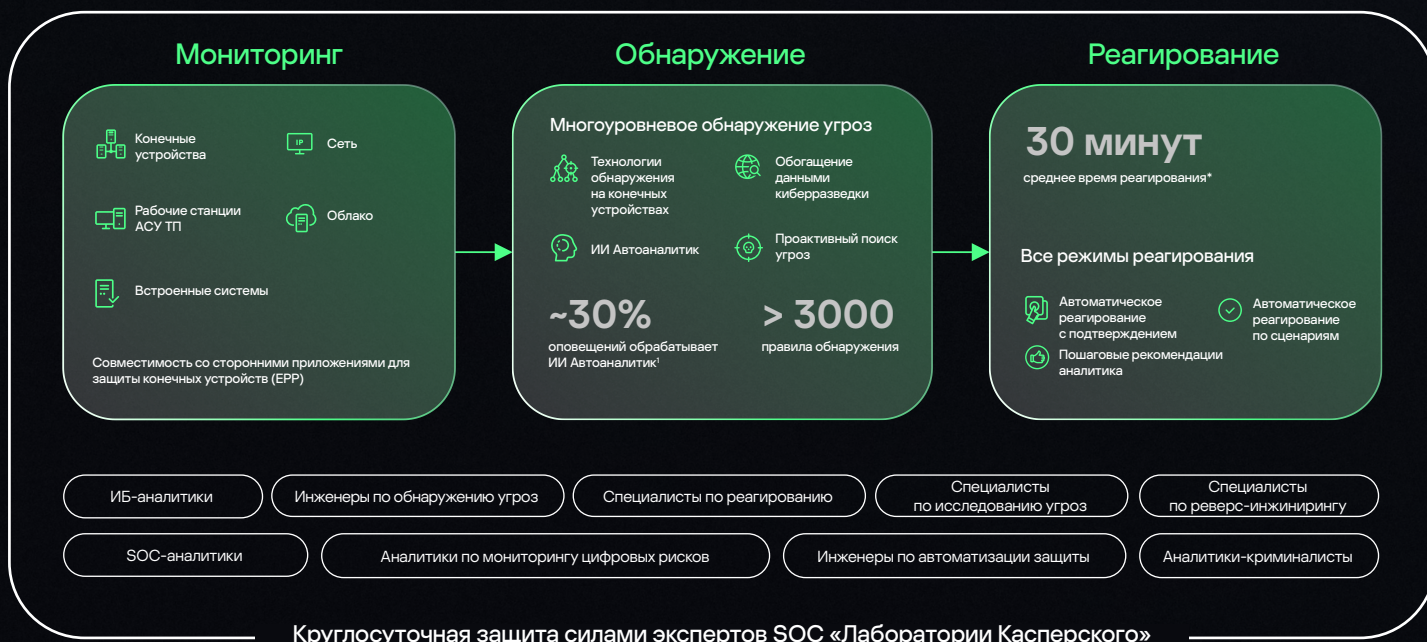 Мониторинг
Конечные
устройства
IP
Сеть
Рабочие станции
АСУ ТП
Облако
Встроенные системы
Совместимость со сторонними приложениями для
защиты конечных устройств (EPP)
Обнаружение
Многоуровневое обнаружение угроз
Технологии
обнаружения
на конечных
устройствах
Обогащение
данными
киберразведки
ИИ Автоаналитик
Проактивный поиск
угроз
~30%
оповещений обрабатывает
ИИ Автоаналитик¹
> 3000
правила обнаружения
Реагирование
30 минут
среднее время реагирования*
Все режимы реагирования
Автоматическое
реагирование
с подтверждением
Автоматическое
реагирование
по сценариям
Пошаговые рекомендации
аналитика
ИБ-аналитики
Инженеры по обнаружению угроз
Специалисты по реагированию
Специалисты
по исследованию угроз
Специалисты
по реверс-инжинирингу
SOC-аналитики
Аналитики по мониторингу цифровых рисков
Инженеры по автоматизации защиты
Аналитики-криминалисты
Круглосуточная защита силами экспертов SOC «Лаборатории Касперского»